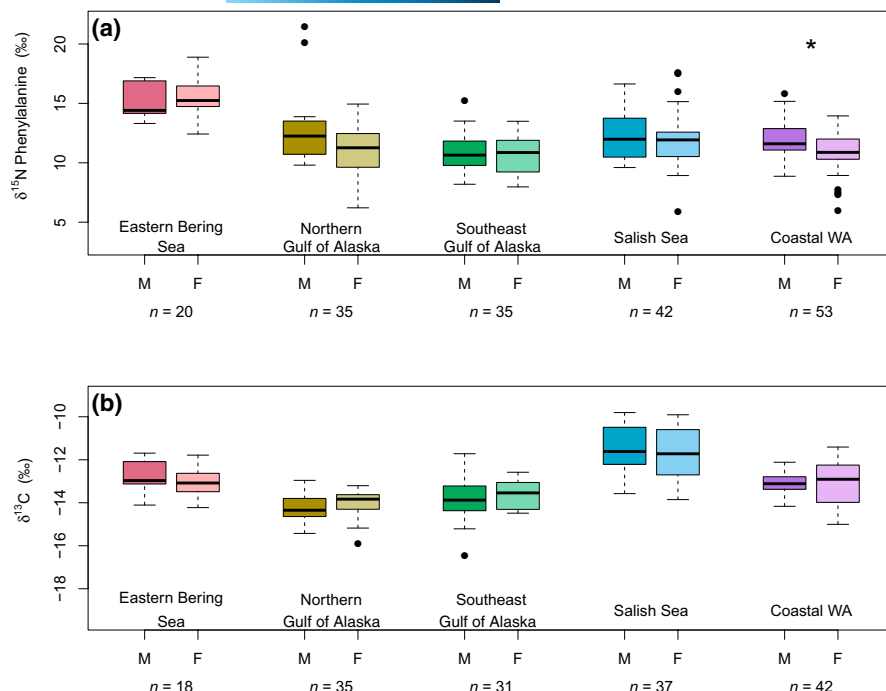 (a)
δ15N Phenylalanine (‰)
20
15
10
5
*
Eastern Bering Sea
Northern Gulf of Alaska
Southeast Gulf of Alaska
Salish Sea
Coastal WA
M F M F M F M F M F
n = 20 n = 35 n = 35 n = 42 n = 53
(b)
δ13C (‰)
−10
−12
−14
−16
−18
Eastern Bering Sea
Northern Gulf of Alaska
Southeast Gulf of Alaska
Salish Sea
Coastal WA
M F M F M F M F M F
n = 18 n = 35 n = 31 n = 37 n = 42